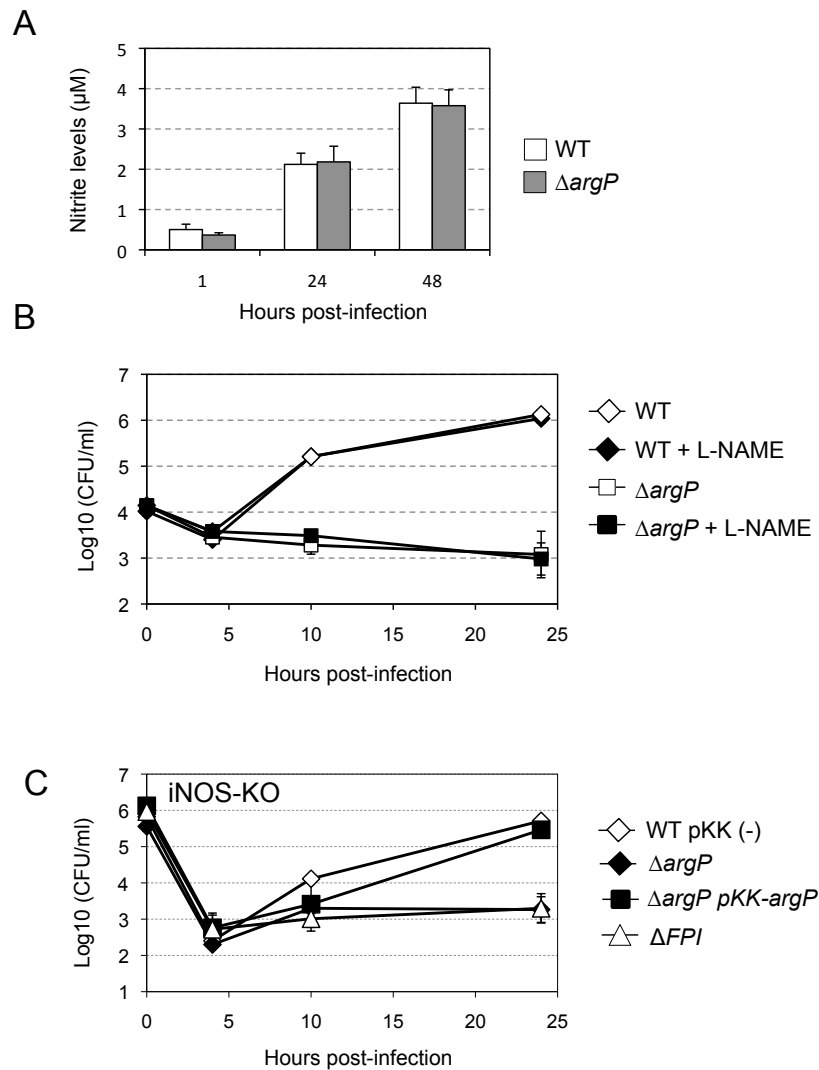 A
5
4
3
2
1
0
Nitrite levels (µM)
1 24 48
Hours post-infection
WT
ΔargP
B
7
6
5
4
3
2
Log10 (CFU/ml)
0 5 10 15 20 25
Hours post-infection
WT
WT + L-NAME
ΔargP
ΔargP + L-NAME
C
iNOS-KO
7
6
5
4
3
2
1
Log10 (CFU/ml)
0 5 10 15 20 25
Hours post-infection
WT pKK (-)
ΔargP
ΔargP pKK-argP
ΔFPI